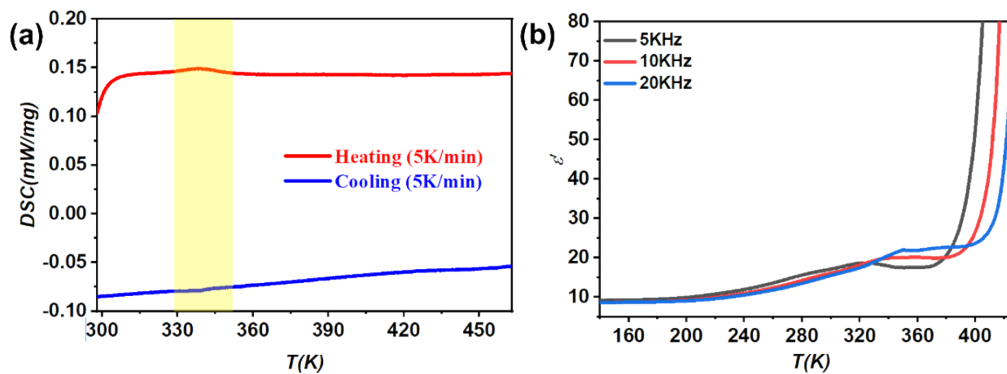 (a)
DSC(mW/mg)
0.20
0.15
0.10
0.05
0.00
-0.05
-0.10
Heating (5K/min)
Cooling (5K/min)
300 330 360 390 420 450
T(K)
(b)
ε'
80
70
60
50
40
30
20
10
5KHz
10KHz
20KHz
160 200 240 280 320 360 400
T(K)